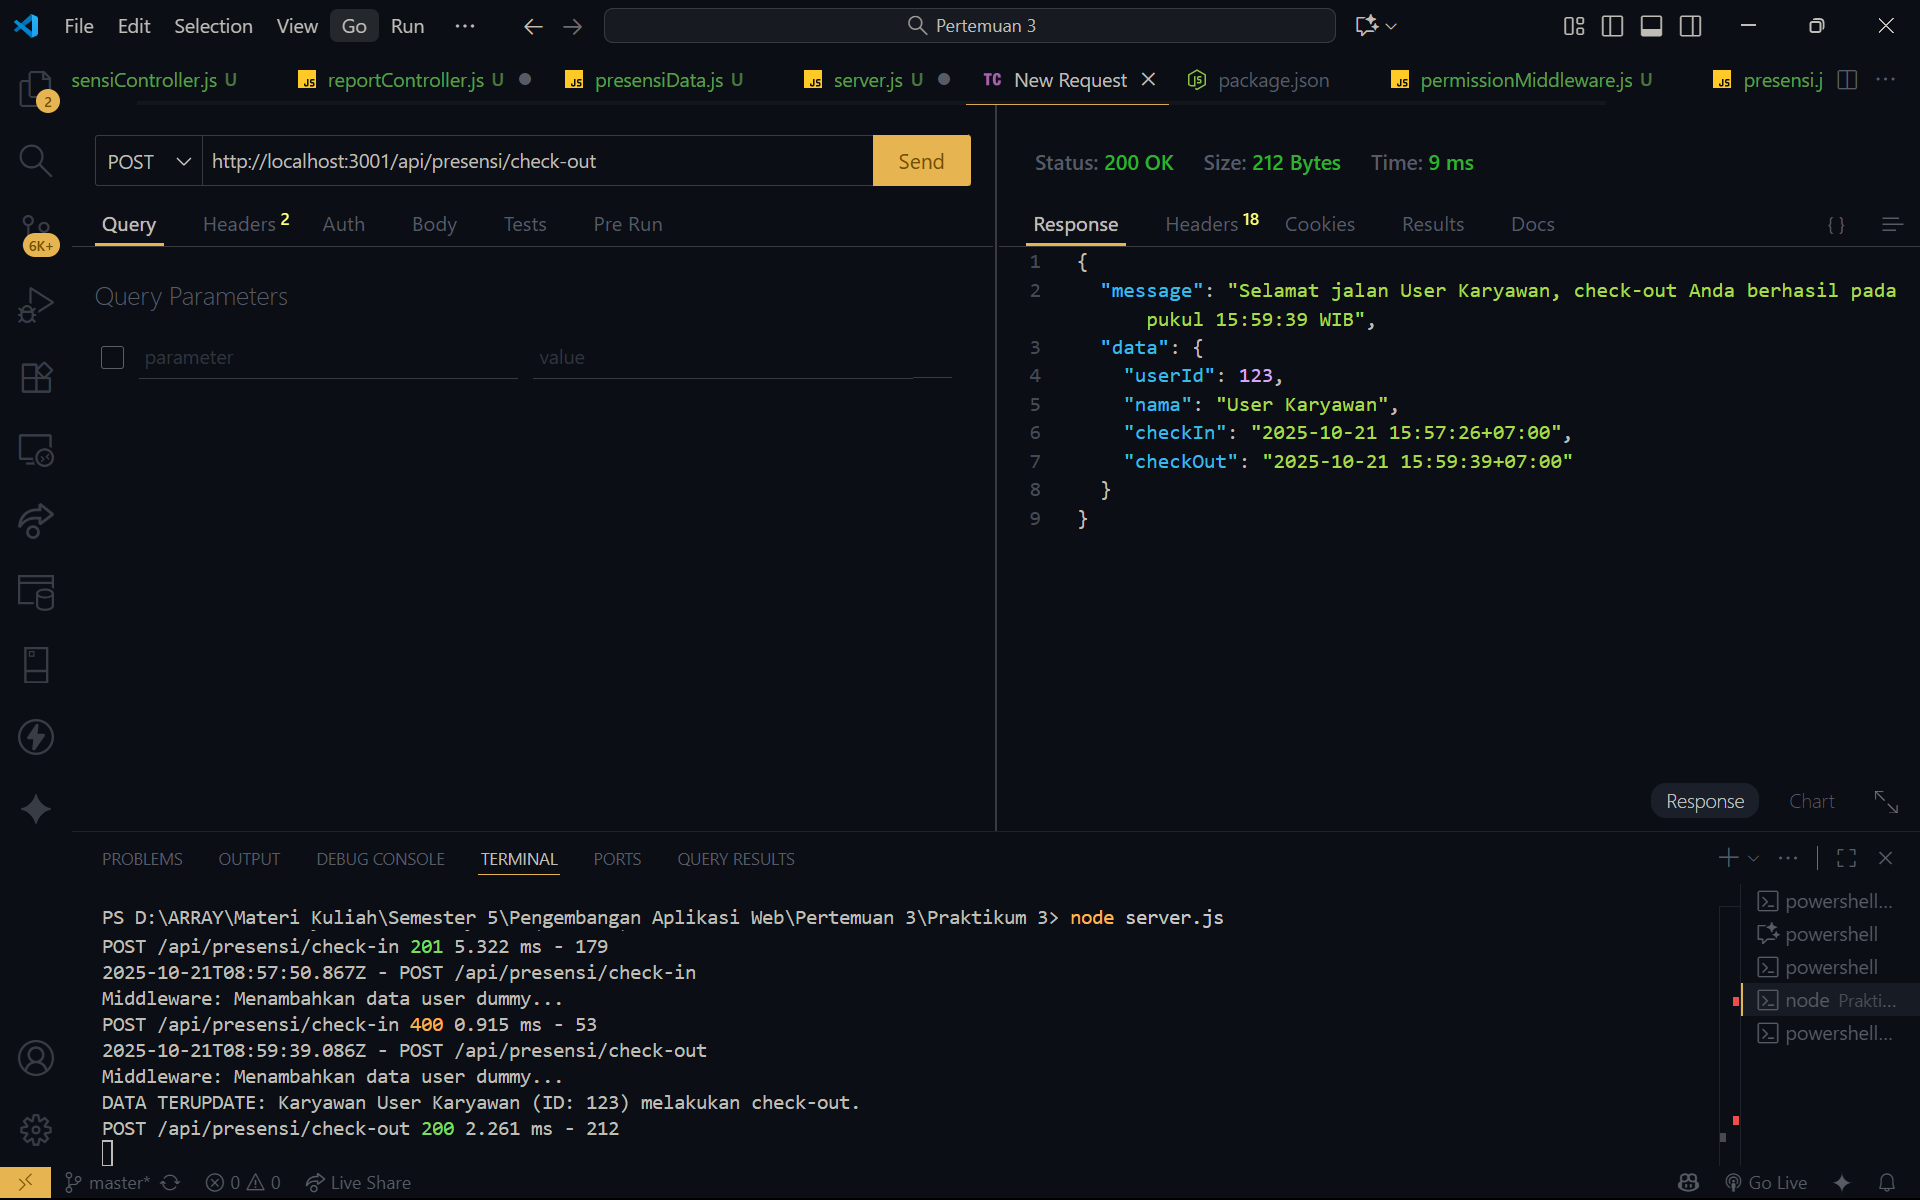 File Edit Selection View Go Run ··· Pertemuan 3
2 sensiController.js U reportController.js U presensiData.js U server.js U TC New Request package.json permissionMiddleware.js U presensi.j
POST http://localhost:3001/api/presensi/check-out Send
Status: 200 OK Size: 212 Bytes Time: 9 ms
Query Headers 2 Auth Body Tests Pre Run
Response Headers 18 Cookies Results Docs { }
6K+
Query Parameters
parameter value
1 {
2 "message": "Selamat jalan User Karyawan, check-out Anda berhasil pada
pukul 15:59:39 WIB",
3 "data": {
4 "userId": 123,
5 "nama": "User Karyawan",
6 "checkIn": "2025-10-21 15:57:26+07:00",
7 "checkOut": "2025-10-21 15:59:39+07:00"
8 }
9 }
Response Chart
PROBLEMS OUTPUT DEBUG CONSOLE TERMINAL PORTS QUERY RESULTS
PS D:\ARRAY\Materi Kuliah\Semester 5\Pengembangan Aplikasi Web\Pertemuan 3\Praktikum 3> node server.js
POST /api/presensi/check-in 201 5.322 ms - 179
2025-10-21T08:57:50.867Z - POST /api/presensi/check-in
Middleware: Menambahkan data user dummy...
POST /api/presensi/check-in 400 0.915 ms - 53
2025-10-21T08:59:39.086Z - POST /api/presensi/check-out
Middleware: Menambahkan data user dummy...
DATA TERUPDATE: Karyawan User Karyawan (ID: 123) melakukan check-out.
POST /api/presensi/check-out 200 2.261 ms - 212
powershell...
powershell
powershell
node Prakti...
powershell...
master* 0 0 Live Share Go Live